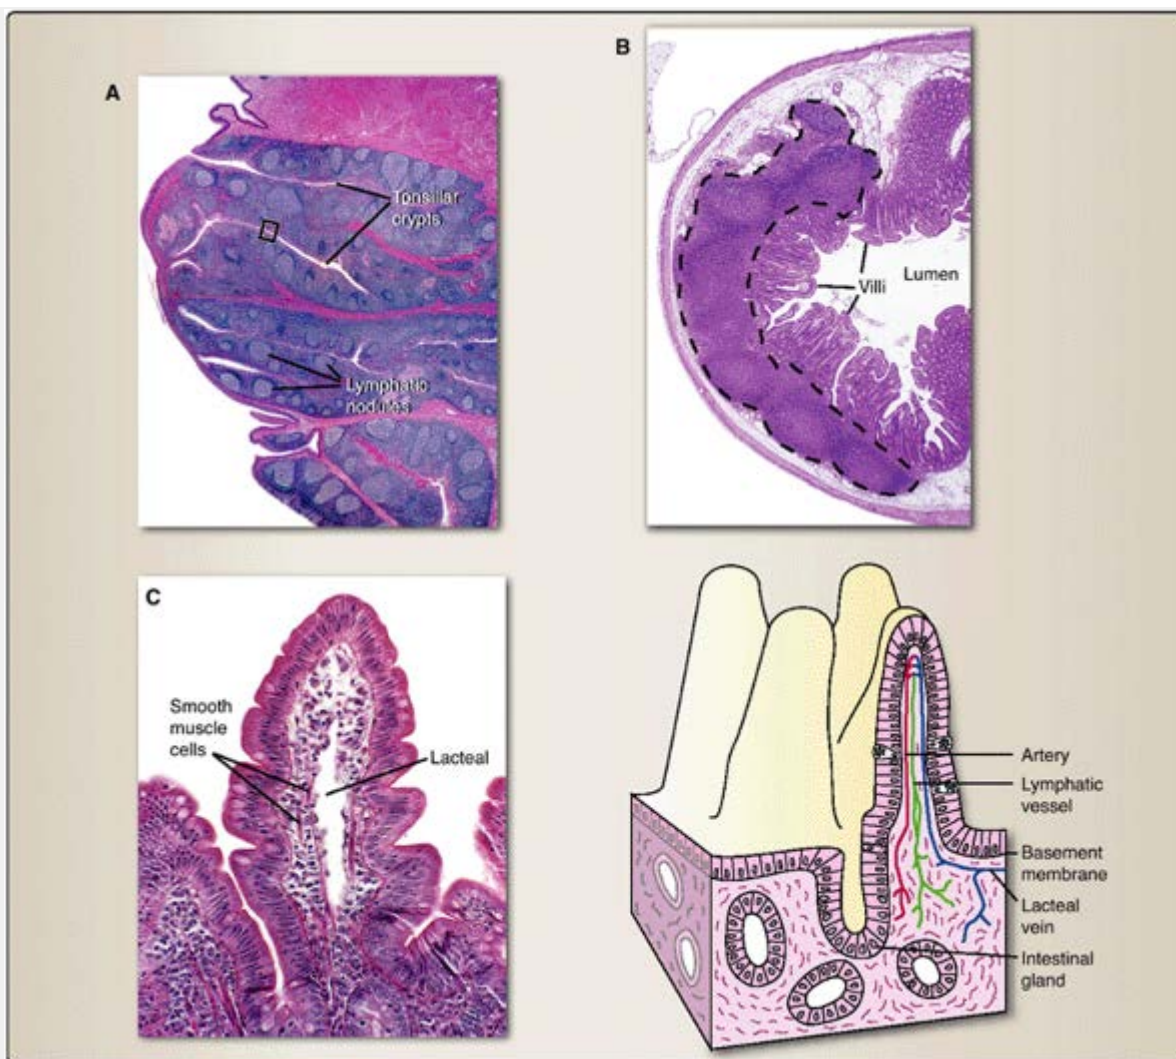 A
Tonsillar
crypts
Lymphatic
nodules
B
Villi
Lumen
C
Smooth
muscle
cells
Lacteal
Artery
Lymphatic
vessel
Basement
membrane
Lacteal
vein
Intestinal
gland